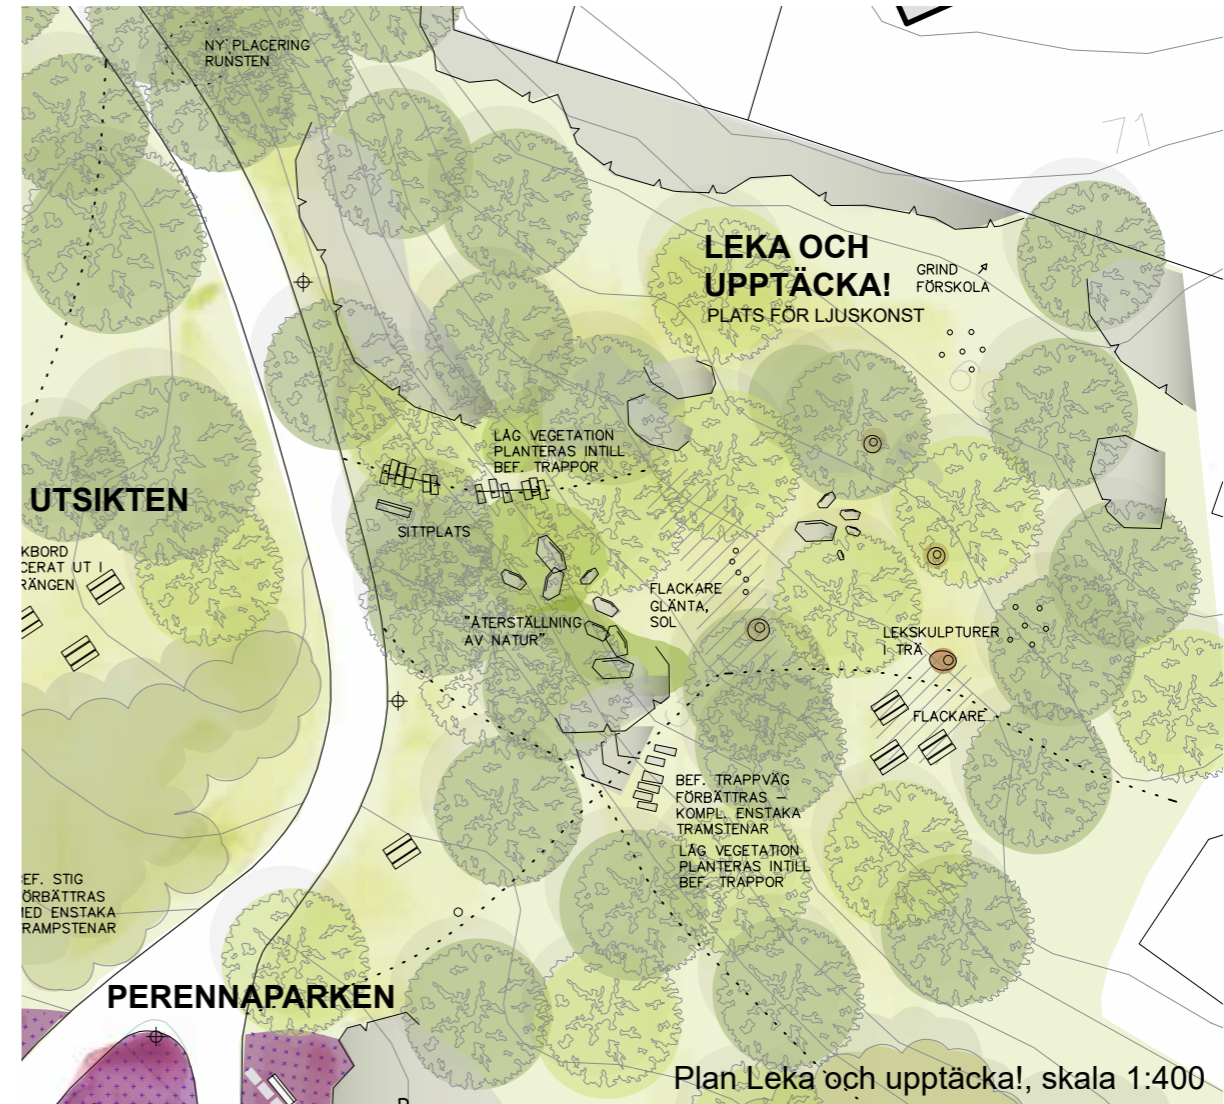 NY PLACERING
RUNSTEN
71
LEKA OCH
UPPTÄCKA!
PLATS FÖR LJUSKONST
GRIND
FÖRSKOLA
LÅG VEGETATION
PLANTERAS INTILL
BEF. TRAPPOR
UTSIKTEN
SITTPLATS
KBORD
CERAT UT I
RÄNGEN
FLACKARE
GLÄNTA,
SOL
"ÅTERSTÄLLNING
AV NATUR"
LEKSKULPTURER
I TRÄ
FLACKARE
BEF. TRAPPVÄG
FÖRBÄTTRAS –
KOMPL. ENSTAKA
TRAMSTENAR
LÅG VEGETATION
PLANTERAS INTILL
BEF. TRAPPOR
EF. STIG
ÖRBÄTTRAS
ED ENSTAKA
RAMPSTENAR
PERENNAPARKEN
Plan Leka och upptäcka!, skala 1:400